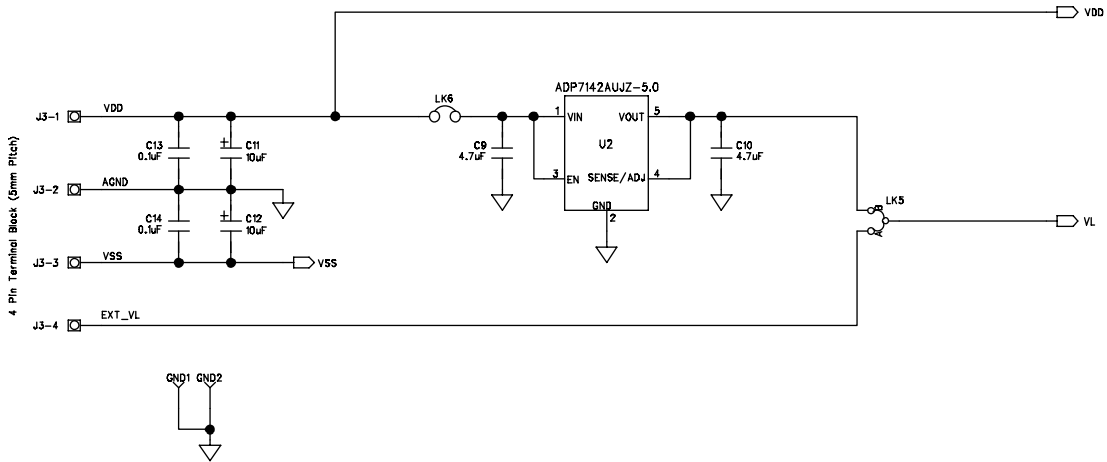 VDD
ADP7142AUJZ-5.0
LK6
J3-1
VDD
1
VIN
VOUT
5
U2
C13
0.1uF
+
C11
10uF
C9
4.7uF
C10
4.7uF
3
EN
SENSE/ADJ
4
J3-2
AGND
GND
2
B
LK5
A
VL
C14
0.1uF
+
C12
10uF
J3-3
VSS
VSS
J3-4
EXT_VL
4 Pin Terminal Block (5mm Pitch)
GND1
GND2